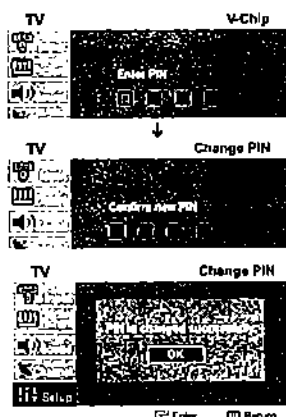 TV V-Chip
Enter PIN
TV Change PIN
Confirm new PIN
TV Change PIN
PIN is changed successfully.
OK
Setup
Enter Return